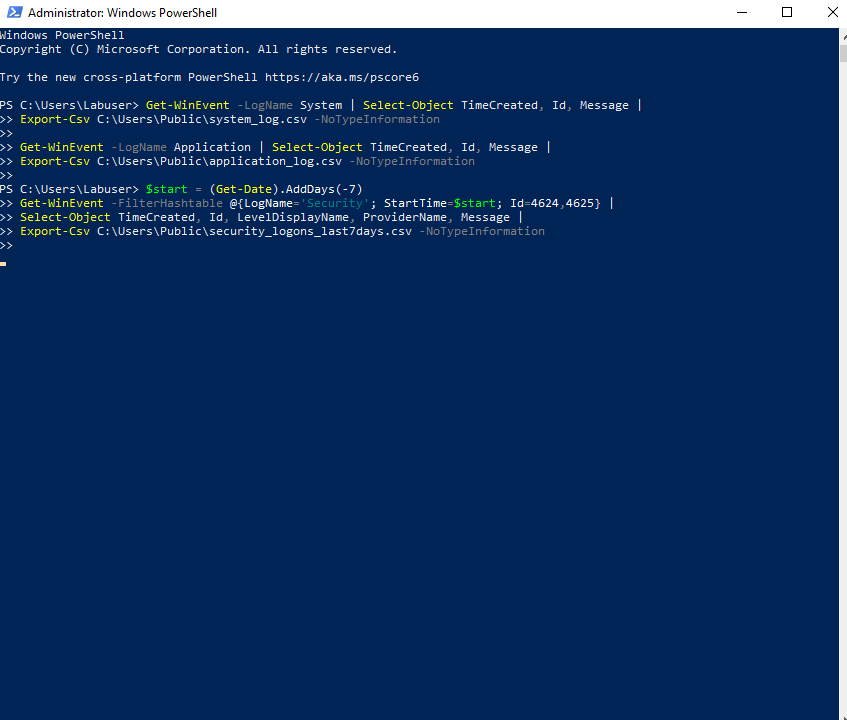 Administrator: Windows PowerShell
Windows PowerShell
Copyright (C) Microsoft Corporation. All rights reserved.
Try the new cross-platform PowerShell https://aka.ms/pscore6
PS C:\Users\Labuser> Get-WinEvent -LogName System | Select-Object TimeCreated, Id, Message |
>> Export-Csv C:\Users\Public\system_log.csv -NoTypeInformation
>>
>> Get-WinEvent -LogName Application | Select-Object TimeCreated, Id, Message |
>> Export-Csv C:\Users\Public\application_log.csv -NoTypeInformation
>>
PS C:\Users\Labuser> $start = (Get-Date).AddDays(-7)
>> Get-WinEvent -FilterHashtable @{LogName='Security'; StartTime=$start; Id=4624,4625} |
>> Select-Object TimeCreated, Id, LevelDisplayName, ProviderName, Message |
>> Export-Csv C:\Users\Public\security_logons_last7days.csv -NoTypeInformation
>>